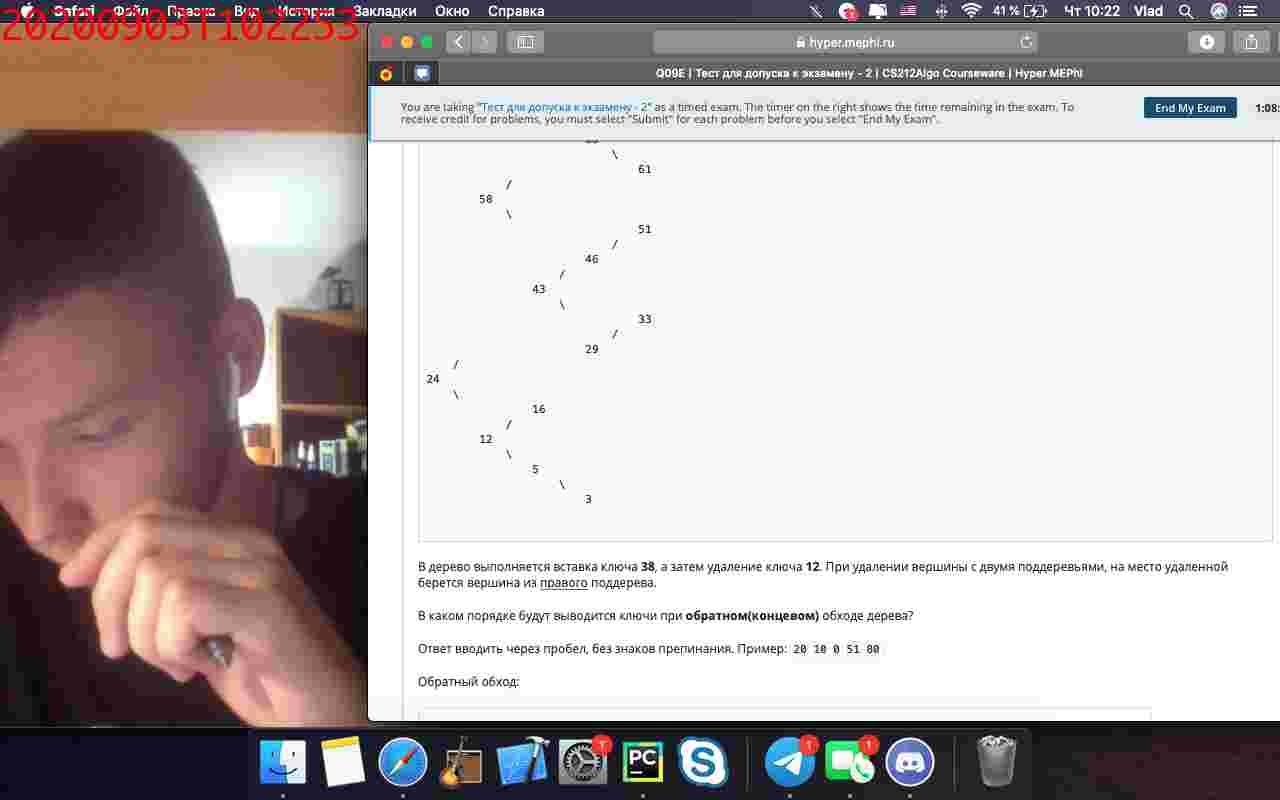 Safari Файл Правка Вид История Закладки Окно Справка
41 % Чт 10:22 Vlad
20200903T102253
hyper.mephi.ru
Q09E | Тест для допуска к экзамену - 2 | CS212Algo Courseware | Hyper.MEPhI
You are taking "Тест для допуска к экзамену - 2" as a timed exam. The timer on the right shows the time remaining in the exam. To
receive credit for problems, you must select "Submit" for each problem before you select "End My Exam".
End My Exam
1:08:
\
61
/
58
\
51
/
46
/
43
\
33
/
29
/
24
\
16
/
12
\
5
\
3
В дерево выполняется вставка ключа 38, а затем удаление ключа 12. При удалении вершины с двумя поддеревьями, на место удаленной
берется вершина из правого поддерева.
В каком порядке будут выводится ключи при обратном(концевом) обходе дерева?
Ответ вводить через пробел, без знаков препинания. Пример: 20 10 0 51 80
Обратный обход:
PC
1
1